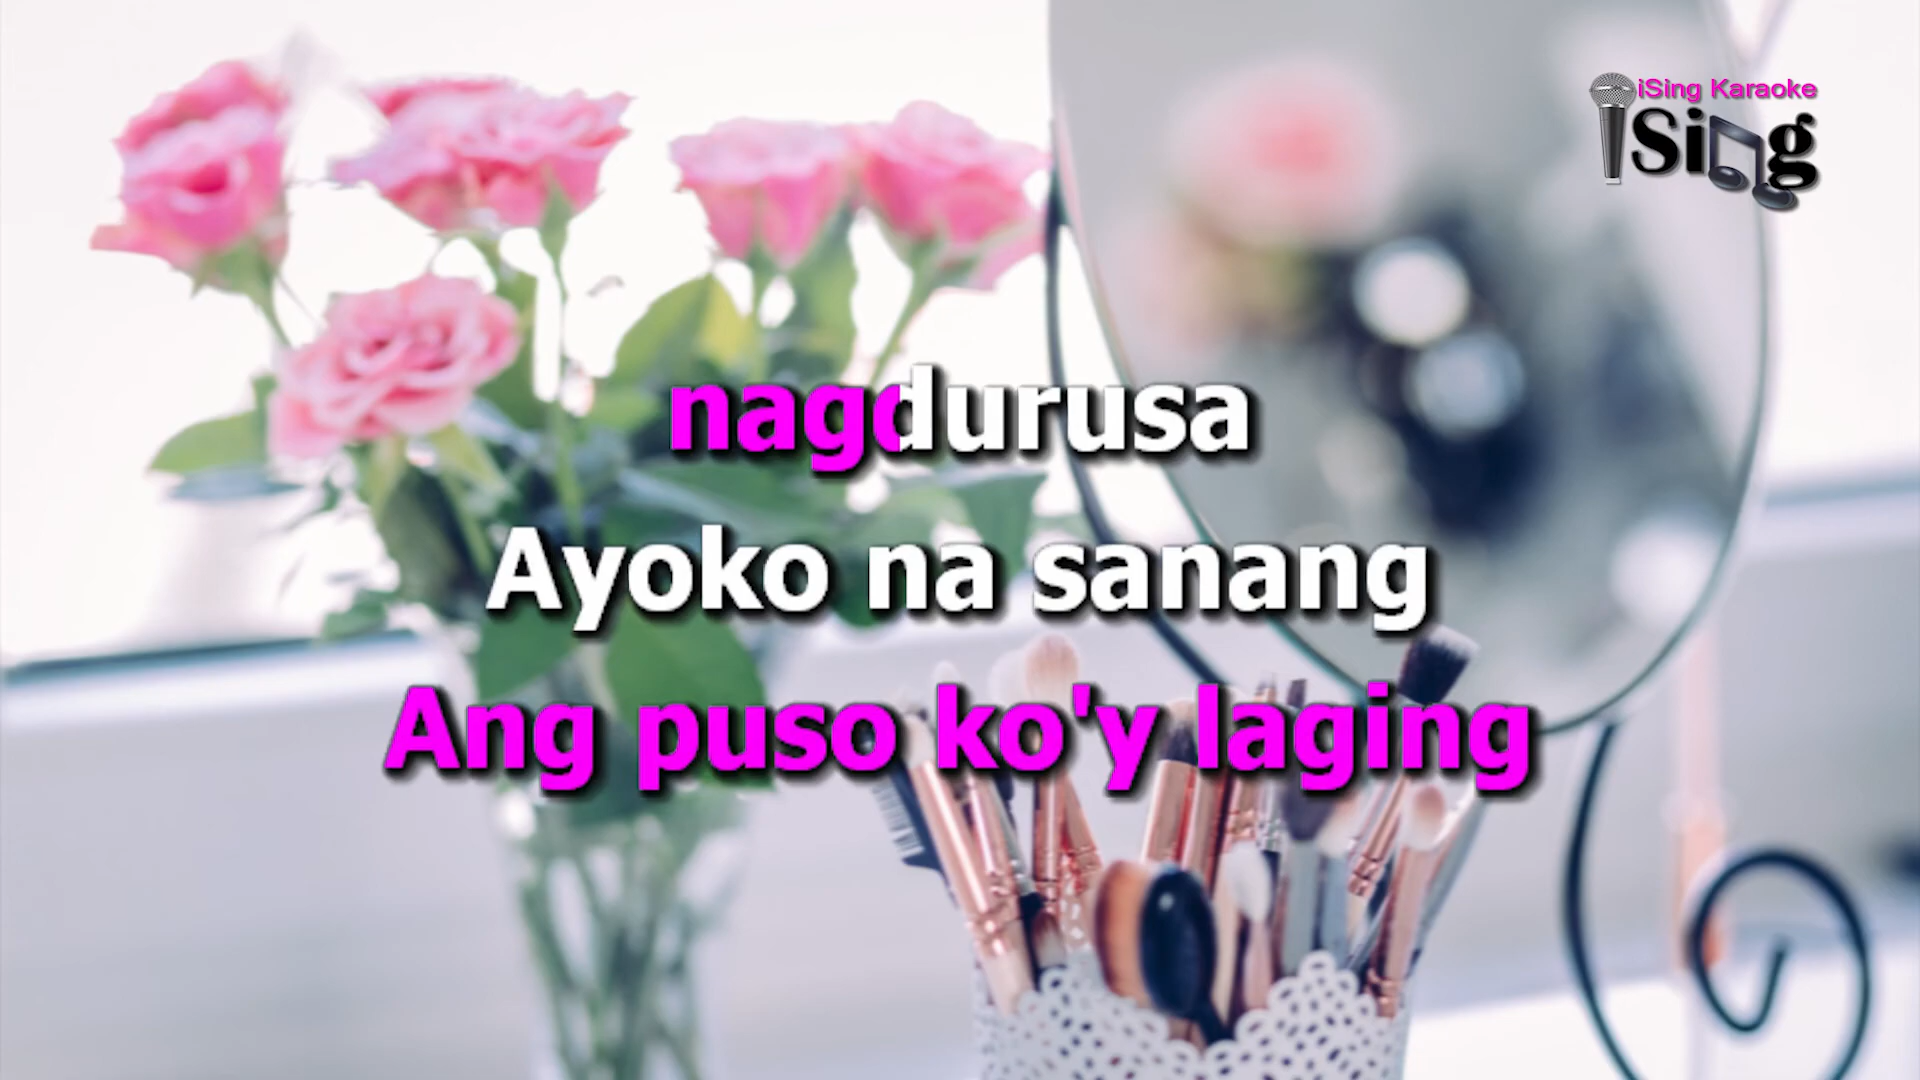 iSing Karaoke
iSing
nagdurusa
Ayoko na sanang
Ang puso ko'y laging